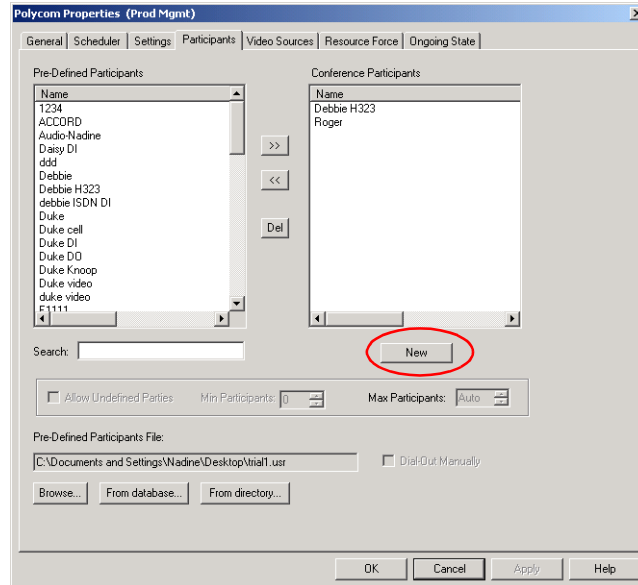 Polycom Properties (Prod Mgmt)
General Scheduler Settings Participants Video Sources Resource Force Ongoing State
Pre-Defined Participants
Name
1234
ACCORD
Audio-Nadine
Daisy DI
ddd
Debbie
Debbie H323
debbie ISDN DI
Duke
Duke cell
Duke DI
Duke DO
Duke Knoop
Duke video
duke video
F1111
>>
<<
Del
Conference Participants
Name
Debbie H323
Roger
Search:
New
Allow Undefined Parties Min Participants: 0 Max Participants: Auto
Pre-Defined Participants File:
C:\Documents and Settings\Nadine\Desktop\trial1.usr Dial-Out Manually
Browse... From database... From directory...
OK Cancel Apply Help